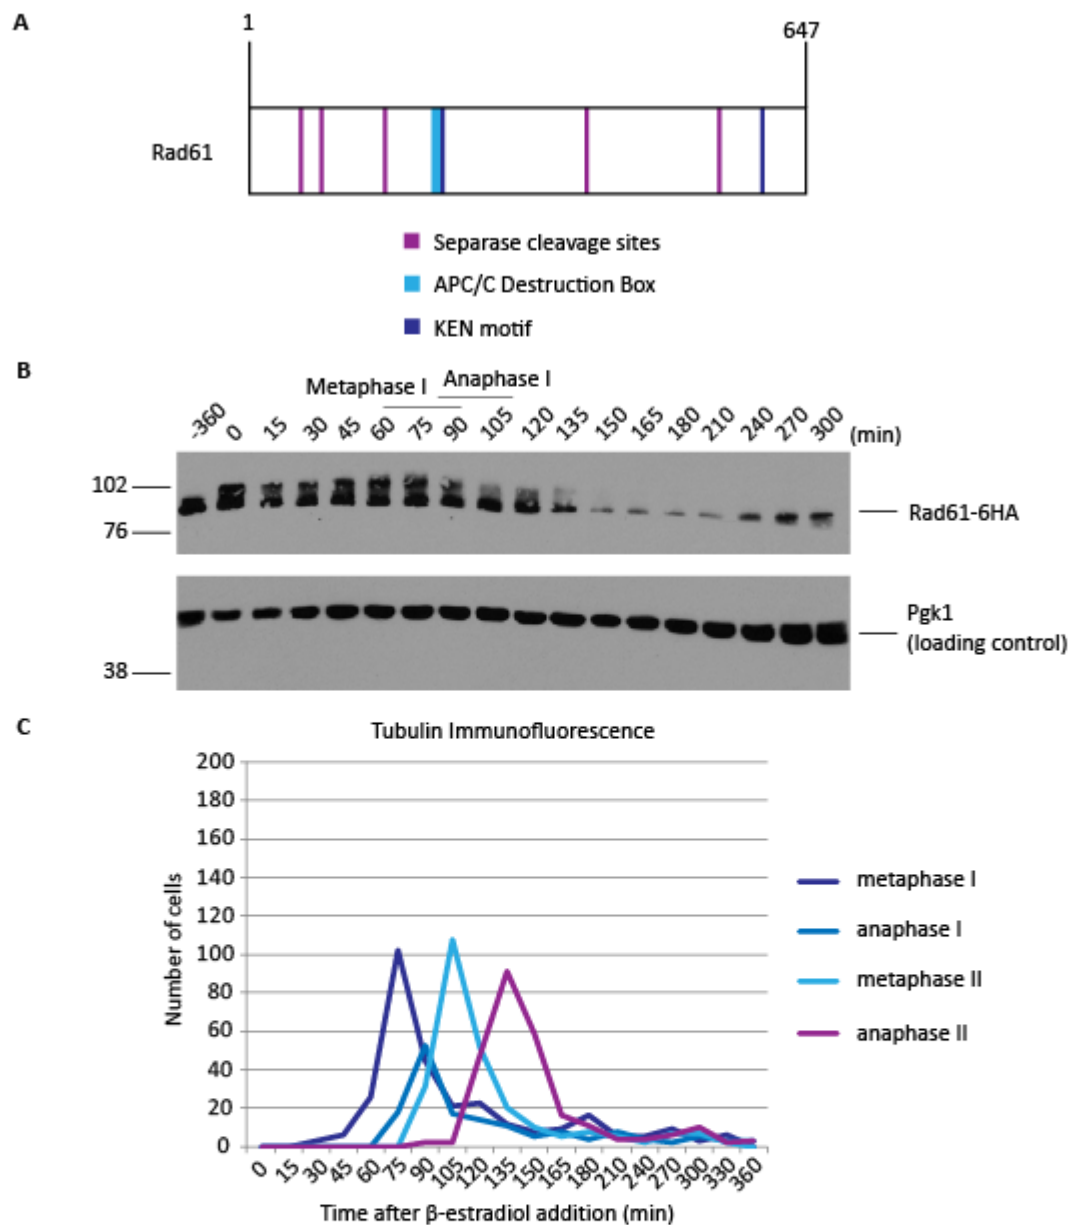 A
1
647
Rad61
Separase cleavage sites
APC/C Destruction Box
KEN motif
B
Metaphase I
Anaphase I
-360 0 15 30 45 60 75 90 105 120 135 150 165 180 210 240 270 300 (min)
102
76
Rad61-6HA
Pgk1
(loading control)
38
C
Tubulin Immunofluorescence
200
180
160
140
120
100
80
60
40
20
0
Number of cells
metaphase I
anaphase I
metaphase II
anaphase II
0 15 30 45 60 75 90 105 120 135 150 165 180 210 240 270 300 330 360
Time after β-estradiol addition (min)